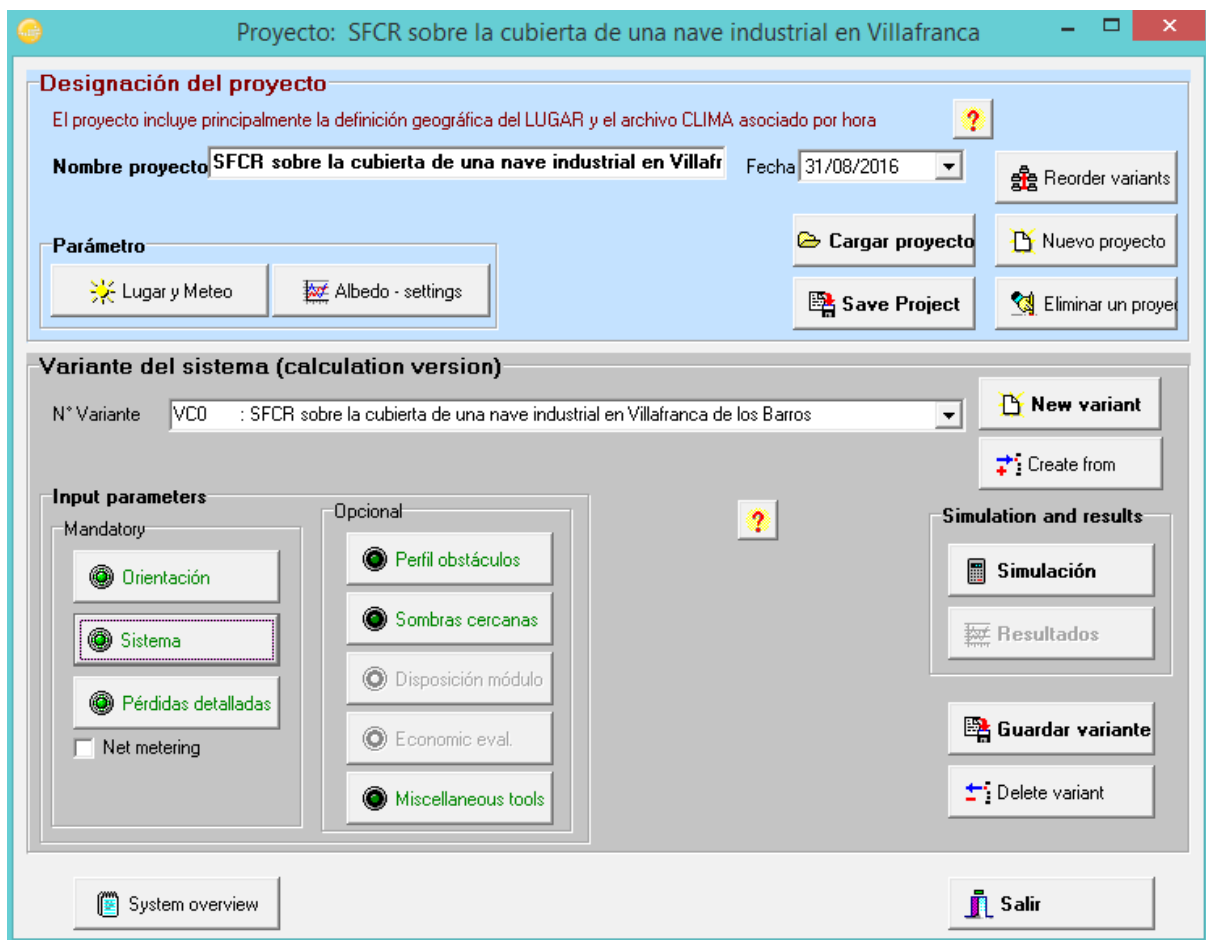 Proyecto: SFCR sobre la cubierta de una nave industrial en Villafranca
Designación del proyecto
El proyecto incluye principalmente la definición geográfica del LUGAR y el archivo CLIMA asociado por hora
?
Nombre proyecto SFCR sobre la cubierta de una nave industrial en Villafr Fecha 31/08/2016
Reorder variants
Parámetro
Cargar proyecto
Nuevo proyecto
Lugar y Meteo
Albedo - settings
Save Project
Eliminar un proyec
Variante del sistema (calculation version)
N° Variante VC0 : SFCR sobre la cubierta de una nave industrial en Villafranca de los Barros
New variant
Create from
Input parameters
Mandatory
Opcional
?
Simulation and results
Orientación
Perfil obstáculos
Simulación
Sistema
Sombras cercanas
Resultados
Pérdidas detalladas
Disposición módulo
Net metering
Economic eval.
Guardar variante
Miscellaneous tools
Delete variant
System overview
Salir